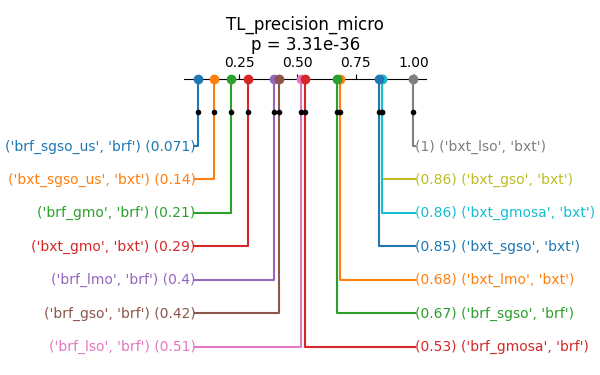 TL_precision_micro
p = 3.31e-36
0.25 0.50 0.75 1.00
('brf_sgso_us', 'brf') (0.071) (1) ('bxt_lso', 'bxt')
('bxt_sgso_us', 'bxt') (0.14) (0.86) ('bxt_gso', 'bxt')
('brf_gmo', 'brf') (0.21) (0.86) ('bxt_gmosa', 'bxt')
('bxt_gmo', 'bxt') (0.29) (0.85) ('bxt_sgso', 'bxt')
('brf_lmo', 'brf') (0.4) (0.68) ('bxt_lmo', 'bxt')
('brf_gso', 'brf') (0.42) (0.67) ('brf_sgso', 'brf')
('brf_lso', 'brf') (0.51) (0.53) ('brf_gmosa', 'brf')